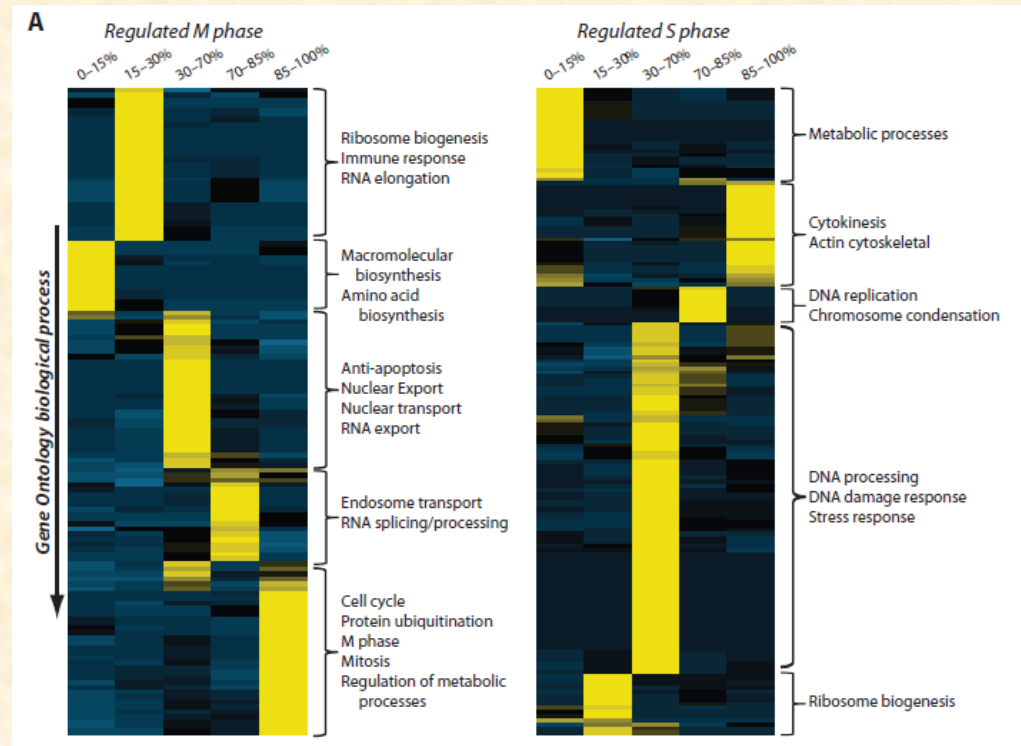 A
Regulated M phase
0–15% 15–30% 30–70% 70–85% 85–100%
Gene Ontology biological process
Ribosome biogenesis
Immune response
RNA elongation
Macromolecular
biosynthesis
Amino acid
biosynthesis
Anti-apoptosis
Nuclear Export
Nuclear transport
RNA export
Endosome transport
RNA splicing/processing
Cell cycle
Protein ubiquitination
M phase
Mitosis
Regulation of metabolic
processes
Regulated S phase
0–15% 15–30% 30–70% 70–85% 85–100%
Metabolic processes
Cytokinesis
Actin cytoskeletal
DNA replication
Chromosome condensation
DNA processing
DNA damage response
Stress response
Ribosome biogenesis